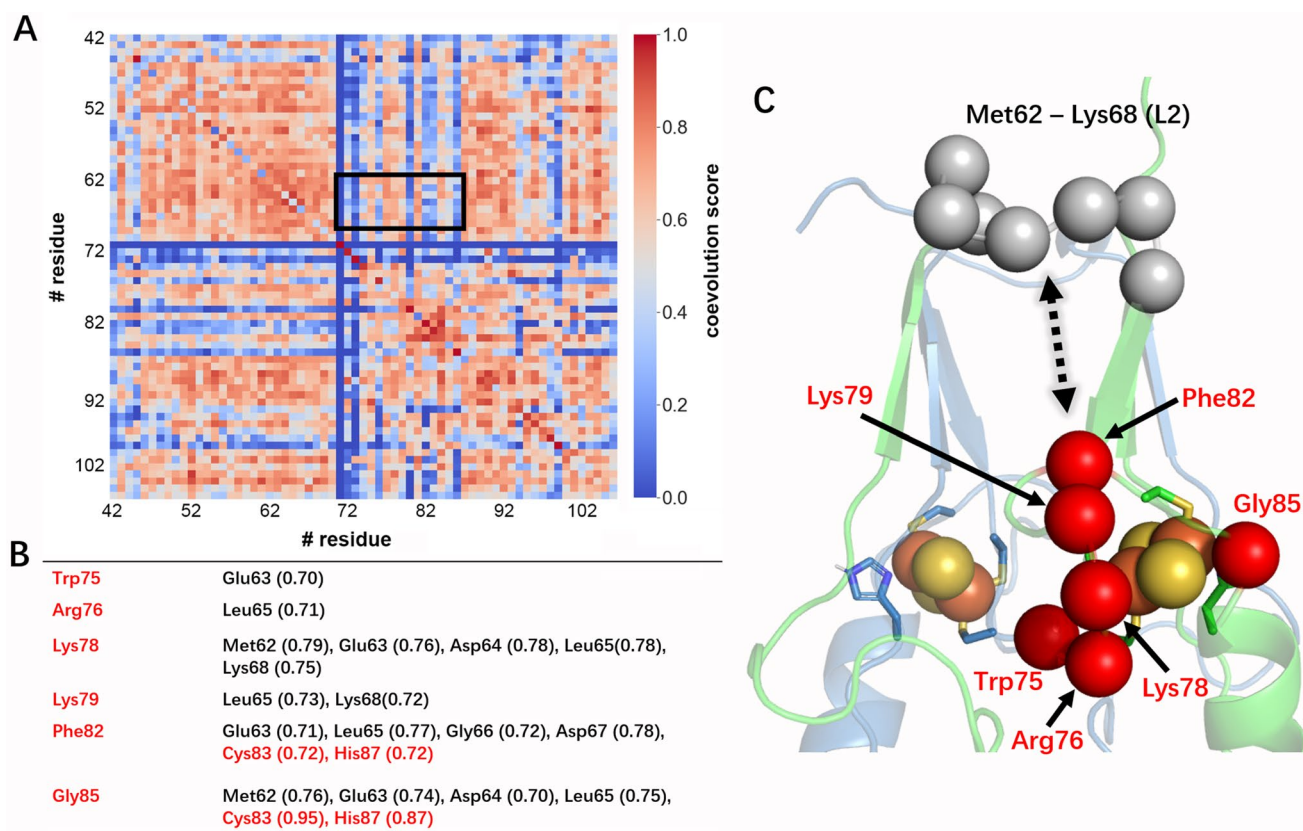 A
42
52
62
72
82
92
102
# residue
42 52 62 72 82 92 102
# residue
1.0
0.8
0.6
0.4
0.2
0.0
coevolution score
B
Trp75 Glu63 (0.70)
Arg76 Leu65 (0.71)
Lys78 Met62 (0.79), Glu63 (0.76), Asp64 (0.78), Leu65(0.78),
Lys68 (0.75)
Lys79 Leu65 (0.73), Lys68(0.72)
Phe82 Glu63 (0.71), Leu65 (0.77), Gly66 (0.72), Asp67 (0.78),
Cys83 (0.72), His87 (0.72)
Gly85 Met62 (0.76), Glu63 (0.74), Asp64 (0.70), Leu65 (0.75),
Cys83 (0.95), His87 (0.87)
C
Met62 – Lys68 (L2)
Lys79
Phe82
Gly85
Trp75
Lys78
Arg76